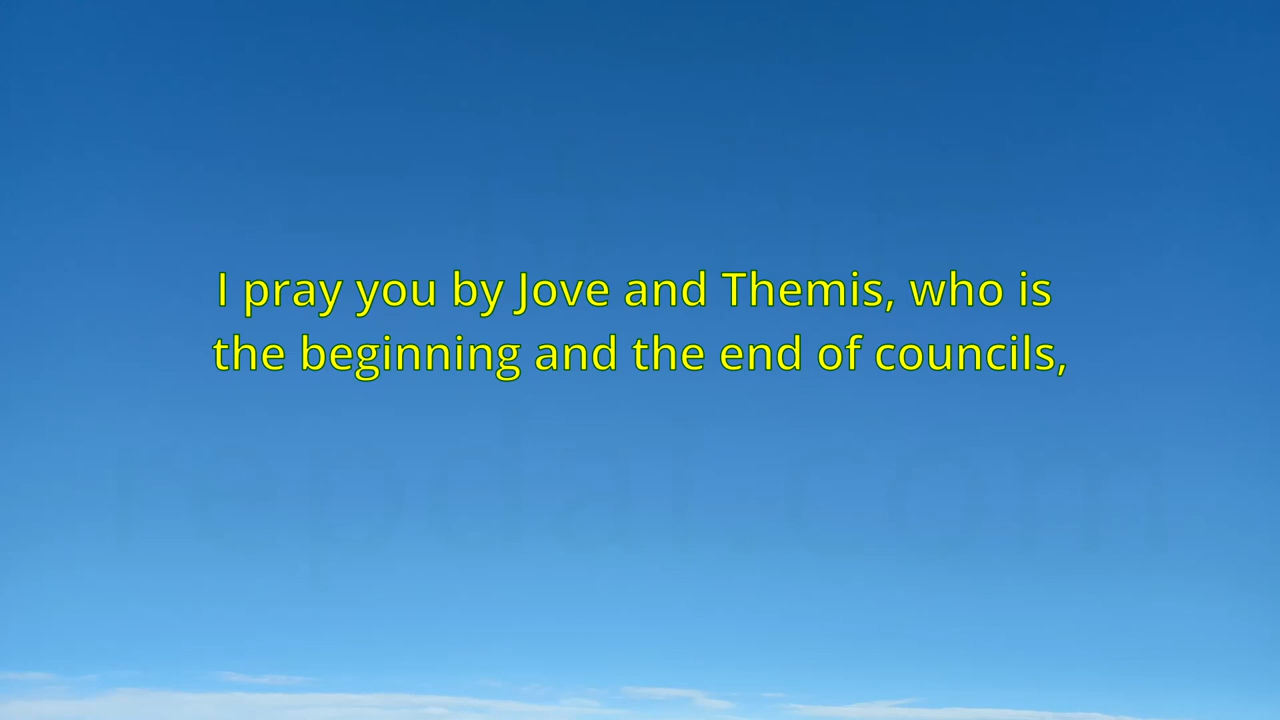 I pray you by Jove and Themis, who is
the beginning and the end of councils,